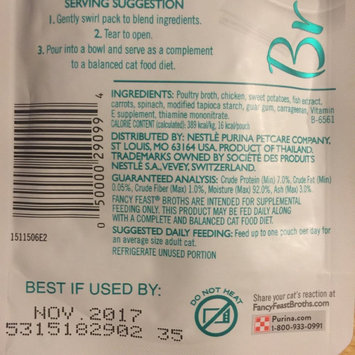 SERVING SUGGESTION
1. Gently swirl pack to blend ingredients.
2. Tear to open.
3. Pour into a bowl and serve as a complement
to a balanced cat food diet.
Br
INGREDIENTS: Poultry broth, chicken, sweet potatoes, fish extract,
carrots, spinach, modified tapioca starch, guar gum, carrageenan, Vitamin
E supplement, thiamine mononitrate. B-6561
CALORIE CONTENT (calculated): 389 kcal/kg, 16 kcal/pouch
DISTRIBUTED BY: NESTLÉ PURINA PETCARE COMPANY,
ST LOUIS, MO 63164 USA. PRODUCT OF THAILAND.
TRADEMARKS OWNED BY SOCIÉTÉ DES PRODUITS
NESTLÉ S.A., VEVEY, SWITZERLAND.
GUARANTEED ANALYSIS: Crude Protein (Min) 7.0%, Crude Fat (Min)
0.05%, Crude Fiber (Max) 1.0%, Moisture (Max) 92.0%, Ash (Max) 3.0%.
FANCY FEAST® BROTHS ARE INTENDED FOR SUPPLEMENTAL
FEEDING ONLY. THIS PRODUCT MAY BE FED DAILY ALONG
WITH A COMPLETE AND BALANCED CAT FOOD DIET.
SUGGESTED DAILY FEEDING: Feed up to one pouch per day for
an average size adult cat.
REFRIGERATE UNUSED PORTION
0 50000 29099 4
1511506E2
BEST IF USED BY:
NOV. 2017
5315182902 35
DO NOT HEAT
Share your cat's reaction at
FancyFeastBroths.com
Purina.com
1-800-933-0991